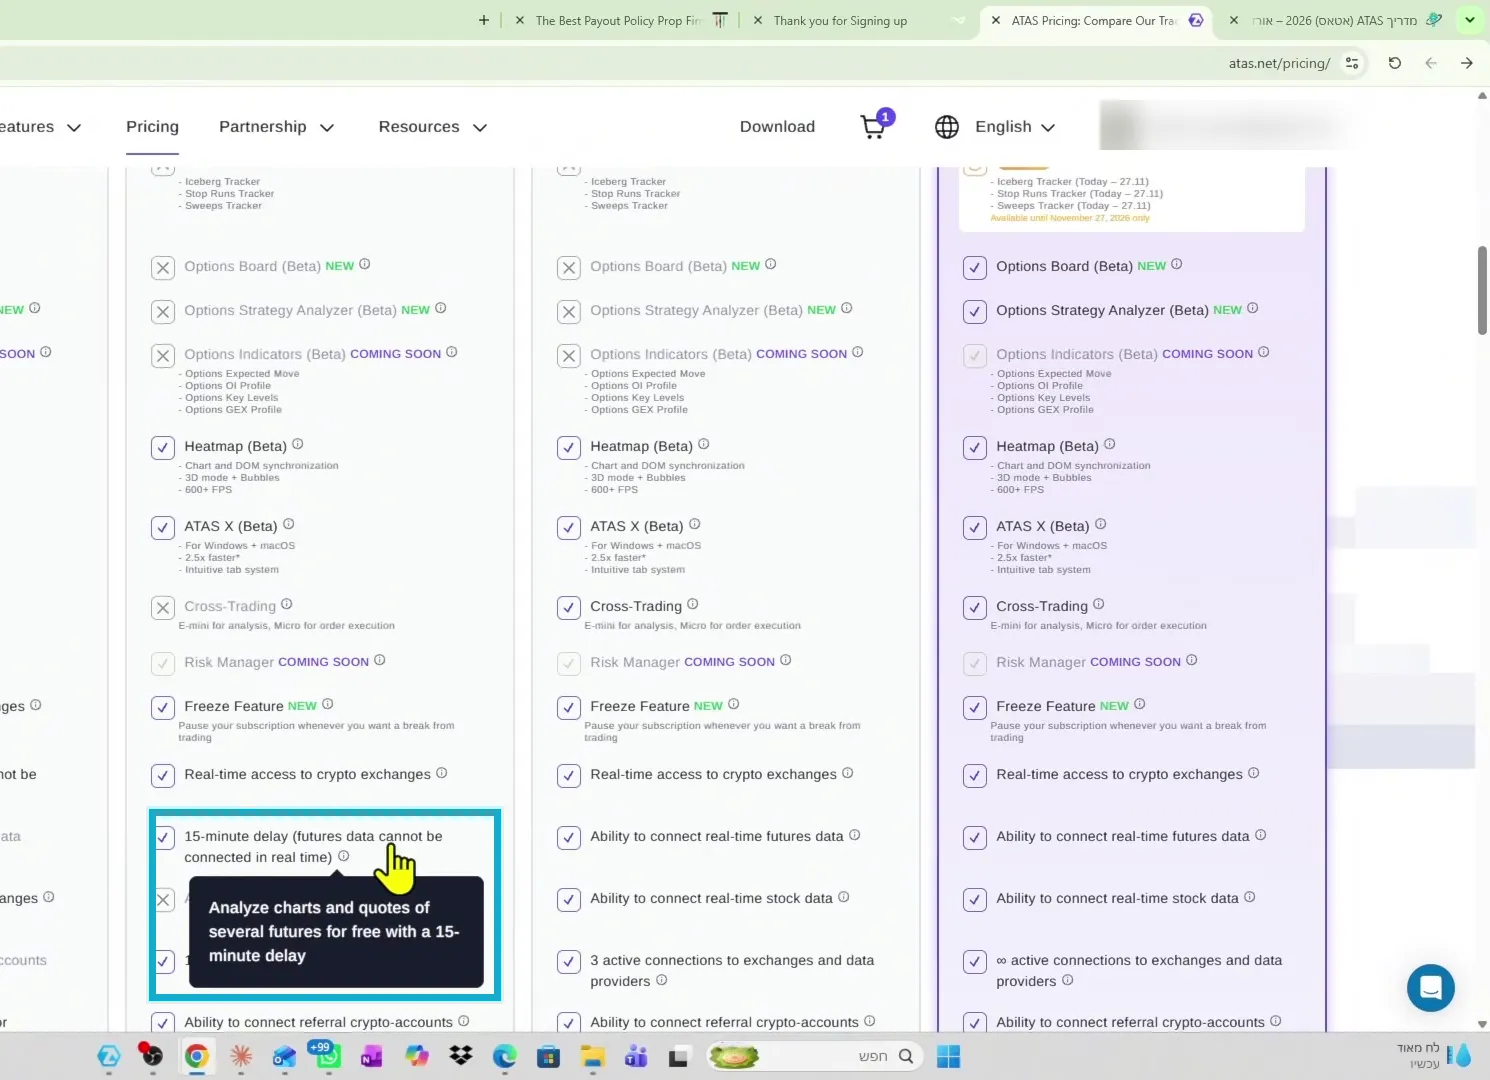 The Best Payout Policy Prop Fir
Thank you for Signing up
ATAS Pricing: Compare Our Tra
מדריך ATAS (אטאס) 2026 – אור
atas.net/pricing/
eatures
Pricing
Partnership
Resources
Download
1
English
NEW
SOON
ges
not be
ata
anges
ccounts
or
- Iceberg Tracker
- Stop Runs Tracker
- Sweeps Tracker
Options Board (Beta) NEW
Options Strategy Analyzer (Beta) NEW
Options Indicators (Beta) COMING SOON
- Options Expected Move
- Options OI Profile
- Options Key Levels
- Options GEX Profile
Heatmap (Beta)
- Chart and DOM synchronization
- 3D mode + Bubbles
- 600+ FPS
ATAS X (Beta)
- For Windows + macOS
- 2.5x faster*
- Intuitive tab system
Cross-Trading
E-mini for analysis, Micro for order execution
Risk Manager COMING SOON
Freeze Feature NEW
Pause your subscription whenever you want a break from
trading
Real-time access to crypto exchanges
15-minute delay (futures data cannot be
connected in real time)
Analyze charts and quotes of
several futures for free with a 15-
minute delay
Ability to connect referral crypto-accounts
- Iceberg Tracker
- Stop Runs Tracker
- Sweeps Tracker
Options Board (Beta) NEW
Options Strategy Analyzer (Beta) NEW
Options Indicators (Beta) COMING SOON
- Options Expected Move
- Options OI Profile
- Options Key Levels
- Options GEX Profile
Heatmap (Beta)
- Chart and DOM synchronization
- 3D mode + Bubbles
- 600+ FPS
ATAS X (Beta)
- For Windows + macOS
- 2.5x faster*
- Intuitive tab system
Cross-Trading
E-mini for analysis, Micro for order execution
Risk Manager COMING SOON
Freeze Feature NEW
Pause your subscription whenever you want a break from
trading
Real-time access to crypto exchanges
Ability to connect real-time futures data
Ability to connect real-time stock data
3 active connections to exchanges and data
providers
Ability to connect referral crypto-accounts
- Iceberg Tracker (Today – 27.11)
- Stop Runs Tracker (Today – 27.11)
- Sweeps Tracker (Today – 27.11)
Available until November 27, 2026 only
Options Board (Beta) NEW
Options Strategy Analyzer (Beta) NEW
Options Indicators (Beta) COMING SOON
- Options Expected Move
- Options OI Profile
- Options Key Levels
- Options GEX Profile
Heatmap (Beta)
- Chart and DOM synchronization
- 3D mode + Bubbles
- 600+ FPS
ATAS X (Beta)
- For Windows + macOS
- 2.5x faster*
- Intuitive tab system
Cross-Trading
E-mini for analysis, Micro for order execution
Risk Manager COMING SOON
Freeze Feature NEW
Pause your subscription whenever you want a break from
trading
Real-time access to crypto exchanges
Ability to connect real-time futures data
Ability to connect real-time stock data
∞ active connections to exchanges and data
providers
Ability to connect referral crypto-accounts
+99
חפש
לח מאוד
עכשיו